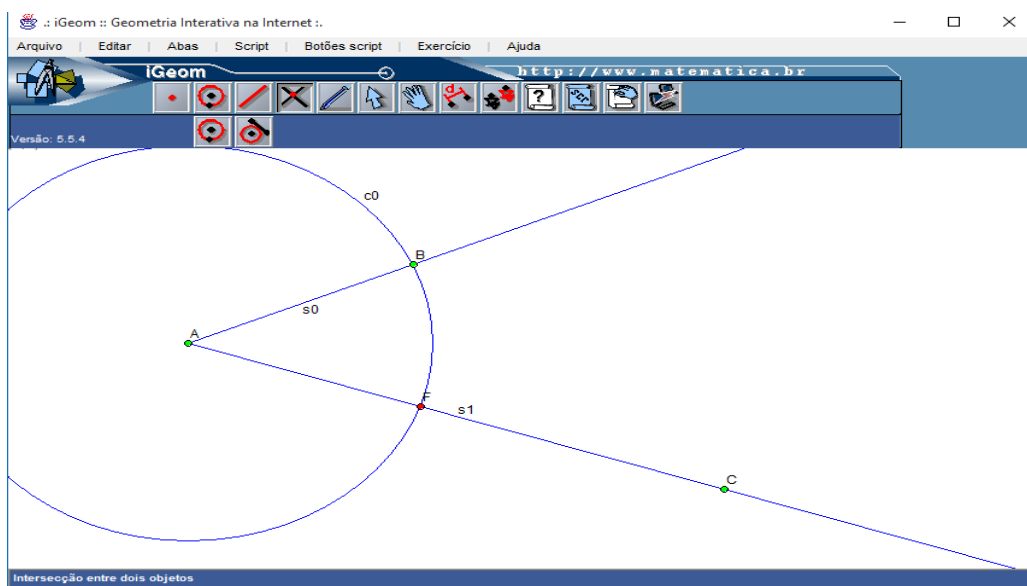 .: iGeom :: Geometria Interativa na Internet :.
Arquivo | Editar | Abas | Script | Botões script | Exercício | Ajuda
iGeom http://www.matematica.br
d
?
scr
Versão: 5.5.4
c0
B
s0
A
F
s1
C
Intersecção entre dois objetos